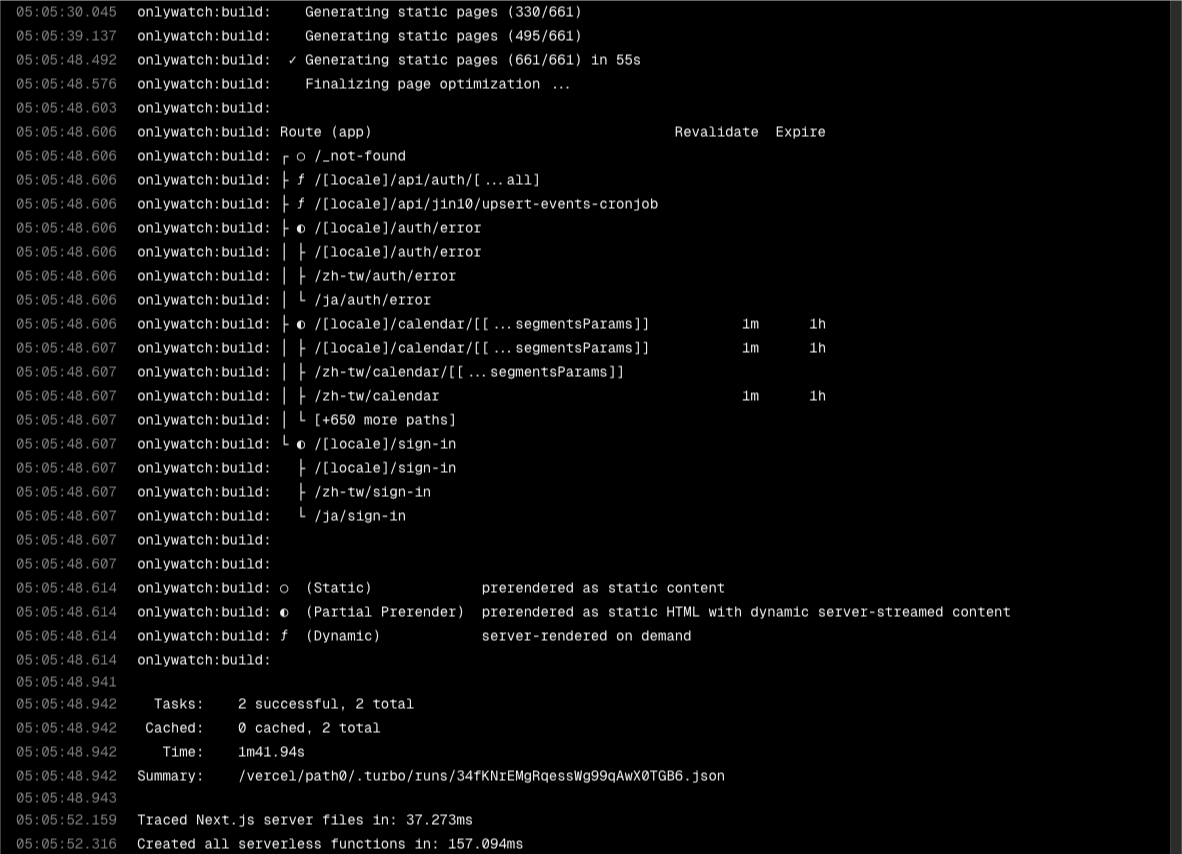 05:05:30.045 onlywatch:build:    Generating static pages (330/661)
05:05:39.137 onlywatch:build:    Generating static pages (495/661)
05:05:48.492 onlywatch:build:  ✓ Generating static pages (661/661) in 55s
05:05:48.576 onlywatch:build:    Finalizing page optimization ...
05:05:48.603 onlywatch:build:
05:05:48.606 onlywatch:build: Route (app)                                    Revalidate  Expire
05:05:48.606 onlywatch:build: ┌ ○ /_not-found
05:05:48.606 onlywatch:build: ├ ƒ /[locale]/api/auth/[...all]
05:05:48.606 onlywatch:build: ├ ƒ /[locale]/api/jin10/upsert-events-cronjob
05:05:48.606 onlywatch:build: ├ ◐ /[locale]/auth/error
05:05:48.606 onlywatch:build: │ ├ /[locale]/auth/error
05:05:48.606 onlywatch:build: │ ├ /zh-tw/auth/error
05:05:48.606 onlywatch:build: │ └ /ja/auth/error
05:05:48.606 onlywatch:build: ├ ◐ /[locale]/calendar/[[...segmentsParams]]           1m      1h
05:05:48.607 onlywatch:build: │ ├ /[locale]/calendar/[[...segmentsParams]]           1m      1h
05:05:48.607 onlywatch:build: │ ├ /zh-tw/calendar/[[...segmentsParams]]
05:05:48.607 onlywatch:build: │ ├ /zh-tw/calendar                                    1m      1h
05:05:48.607 onlywatch:build: │ └ [+650 more paths]
05:05:48.607 onlywatch:build: └ ◐ /[locale]/sign-in
05:05:48.607 onlywatch:build:   ├ /[locale]/sign-in
05:05:48.607 onlywatch:build:   ├ /zh-tw/sign-in
05:05:48.607 onlywatch:build:   └ /ja/sign-in
05:05:48.607 onlywatch:build:
05:05:48.607 onlywatch:build:
05:05:48.614 onlywatch:build: ○  (Static)             prerendered as static content
05:05:48.614 onlywatch:build: ◐  (Partial Prerender)  prerendered as static HTML with dynamic server-streamed content
05:05:48.614 onlywatch:build: ƒ  (Dynamic)            server-rendered on demand
05:05:48.614 onlywatch:build:
05:05:48.941
05:05:48.942   Tasks:    2 successful, 2 total
05:05:48.942  Cached:    0 cached, 2 total
05:05:48.942    Time:    1m41.94s
05:05:48.942 Summary:    /vercel/path0/.turbo/runs/34fKNrEMgRqessWg99qAwX0TGB6.json
05:05:48.943
05:05:52.159 Traced Next.js server files in: 37.273ms
05:05:52.316 Created all serverless functions in: 157.094ms